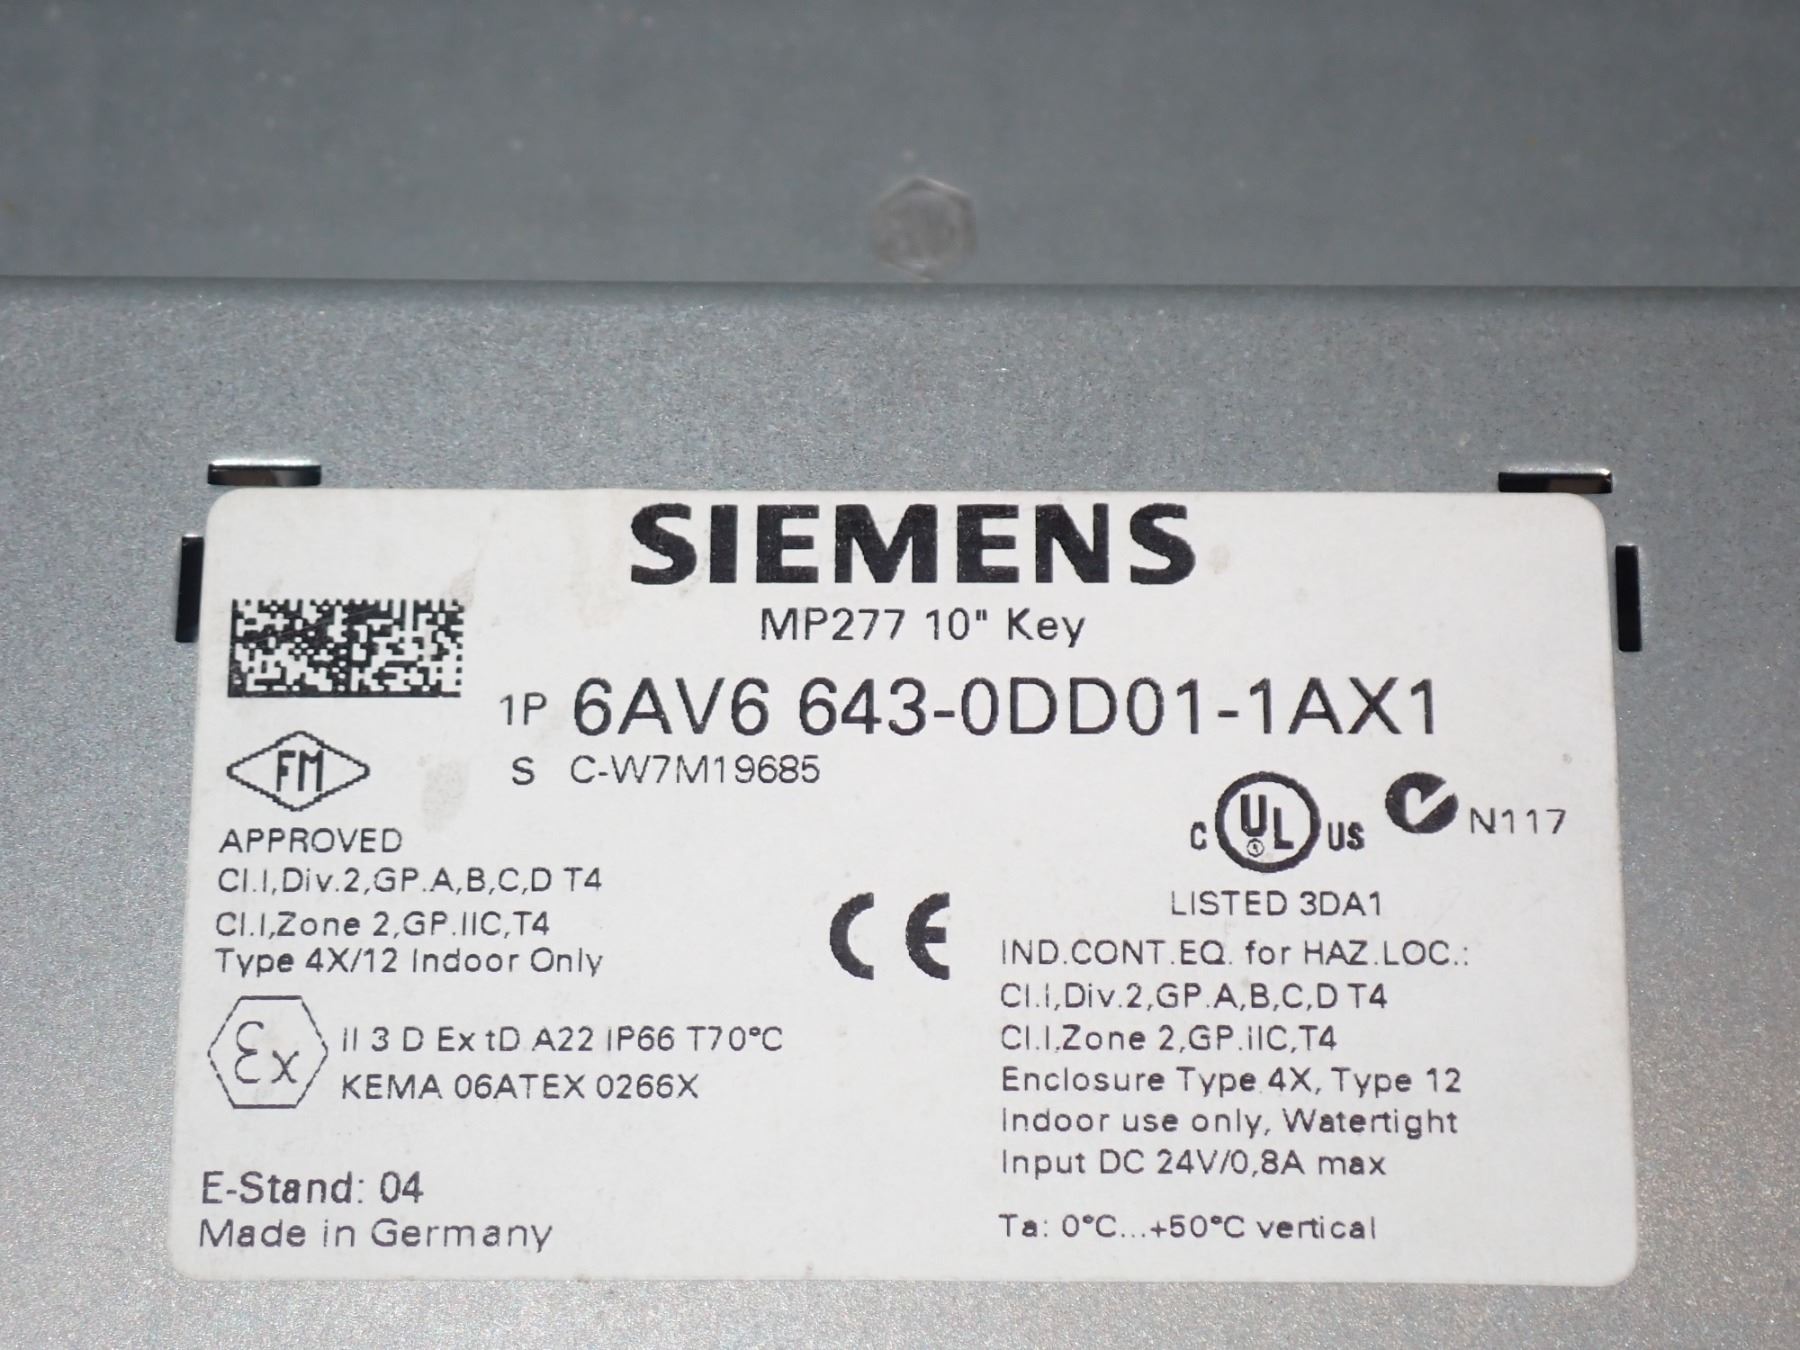 SIEMENS
MP277 10" Key
1P 6AV6 643-0DD01-1AX1
S C-W7M19685
FM
APPROVED
Cl.I,Div.2,GP.A,B,C,D T4
Cl.I,Zone 2,GP.IIC,T4
Type 4X/12 Indoor Only
Ex II 3 D Ex tD A22 IP66 T70°C
KEMA 06ATEX 0266X
E-Stand: 04
Made in Germany
CE
C UL US N117
LISTED 3DA1
IND.CONT.EQ. for HAZ.LOC.:
Cl.I,Div.2,GP.A,B,C,D T4
Cl.I,Zone 2,GP.IIC,T4
Enclosure Type 4X, Type 12
Indoor use only, Watertight
Input DC 24V/0,8A max
Ta: 0°C...+50°C vertical